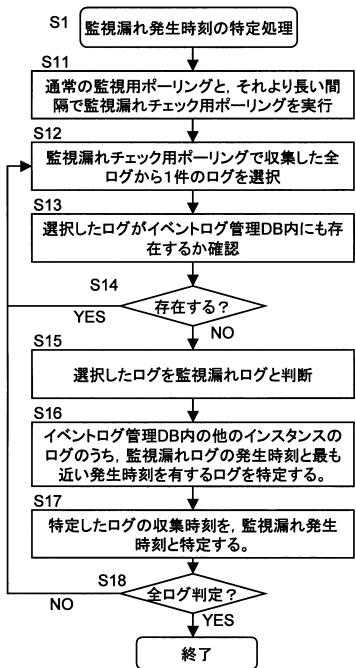 S1
監視漏れ発生時刻の特定処理
S11
通常の監視用ポーリングと，それより長い間
隔で監視漏れチェック用ポーリングを実行
S12
監視漏れチェック用ポーリングで収集した全
ログから1件のログを選択
S13
選択したログがイベントログ管理DB内にも存
在するか確認
S14
存在する？
YES
NO
S15
選択したログを監視漏れログと判断
S16
イベントログ管理DB内の他のインスタンスの
ログのうち，監視漏れログの発生時刻と最も
近い発生時刻を有するログを特定する。
S17
特定したログの収集時刻を，監視漏れ発生
時刻と特定する。
S18
全ログ判定？
NO
YES
終了